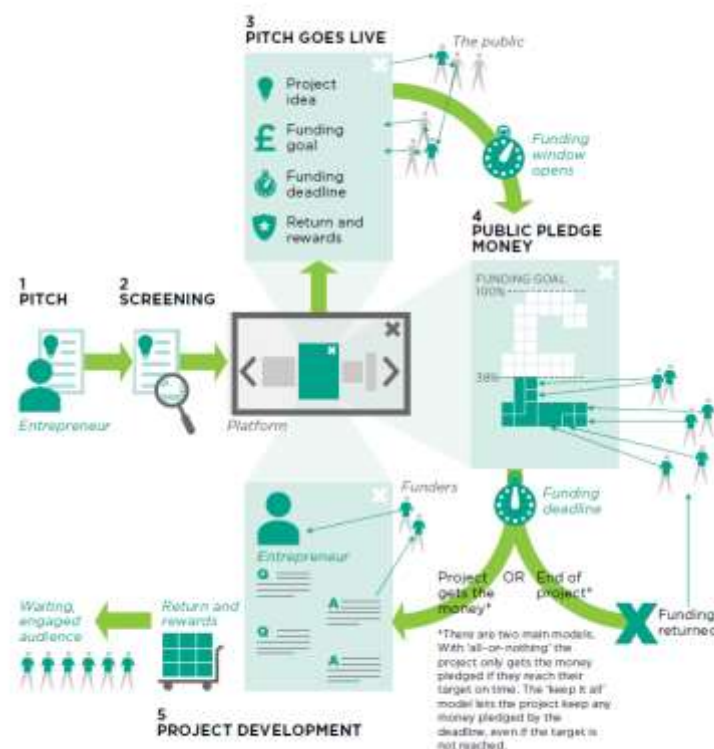 3
PITCH GOES LIVE
The public
Project
idea
£
Funding
goal
Funding
deadline
Return and
rewards
Funding
window
opens
4
PUBLIC PLEDGE
MONEY
FUNDING GOAL
100%
38%
1
PITCH
2
SCREENING
Entrepreneur
Platform
Funders
Entrepreneur
Q
A
Q
A
Funding
deadline
Project OR End of
gets the project*
money*
Funding
returned
*There are two main models.
With 'all-or-nothing' the
project only gets the money
pledged if they reach their
target on time. The 'keep it all'
model lets the project keep any
money pledged by the
deadline, even if the target is
not reached.
Waiting,
engaged
audience
Return and
rewards
5
PROJECT DEVELOPMENT